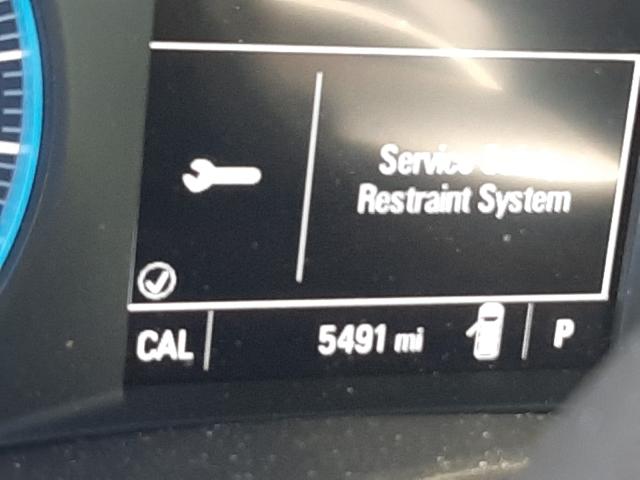 Service
Restraint System
CAL 5491 mi P